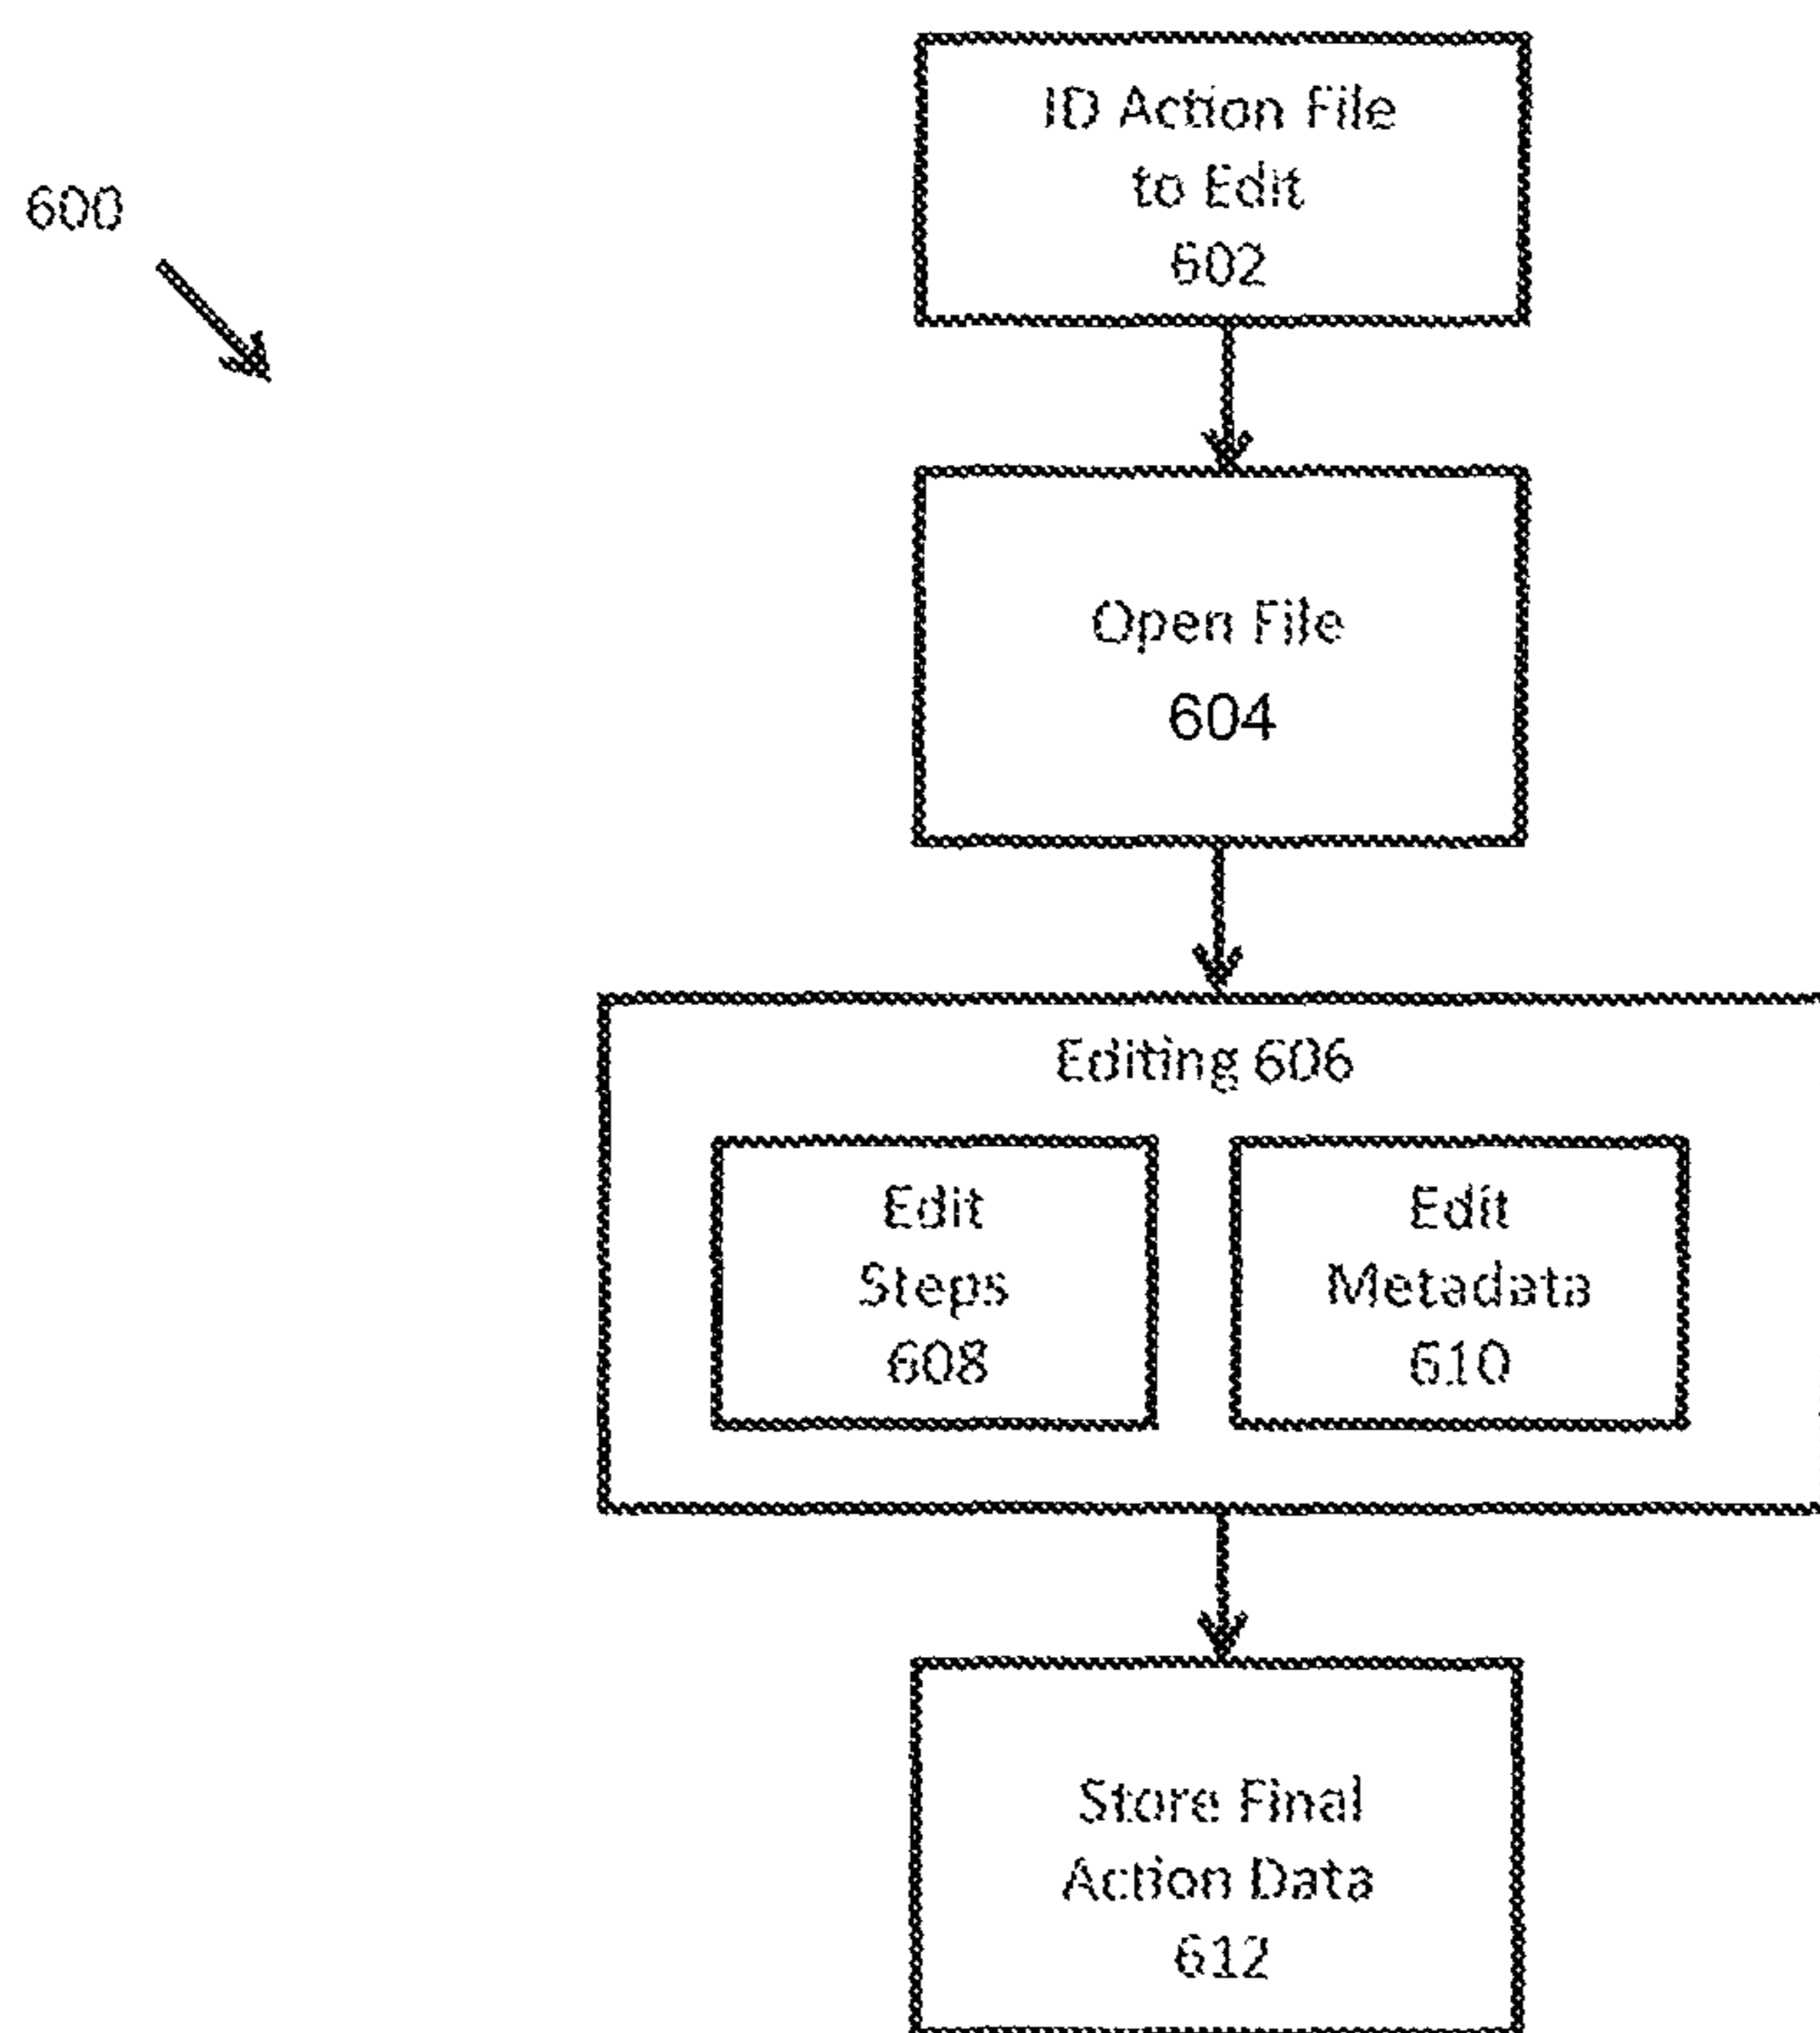 600
ID Action File
to Edit
602
Open File
604
Editing 606
Edit
Steps
608
Edit
Metadata
610
Store Final
Action Data
612